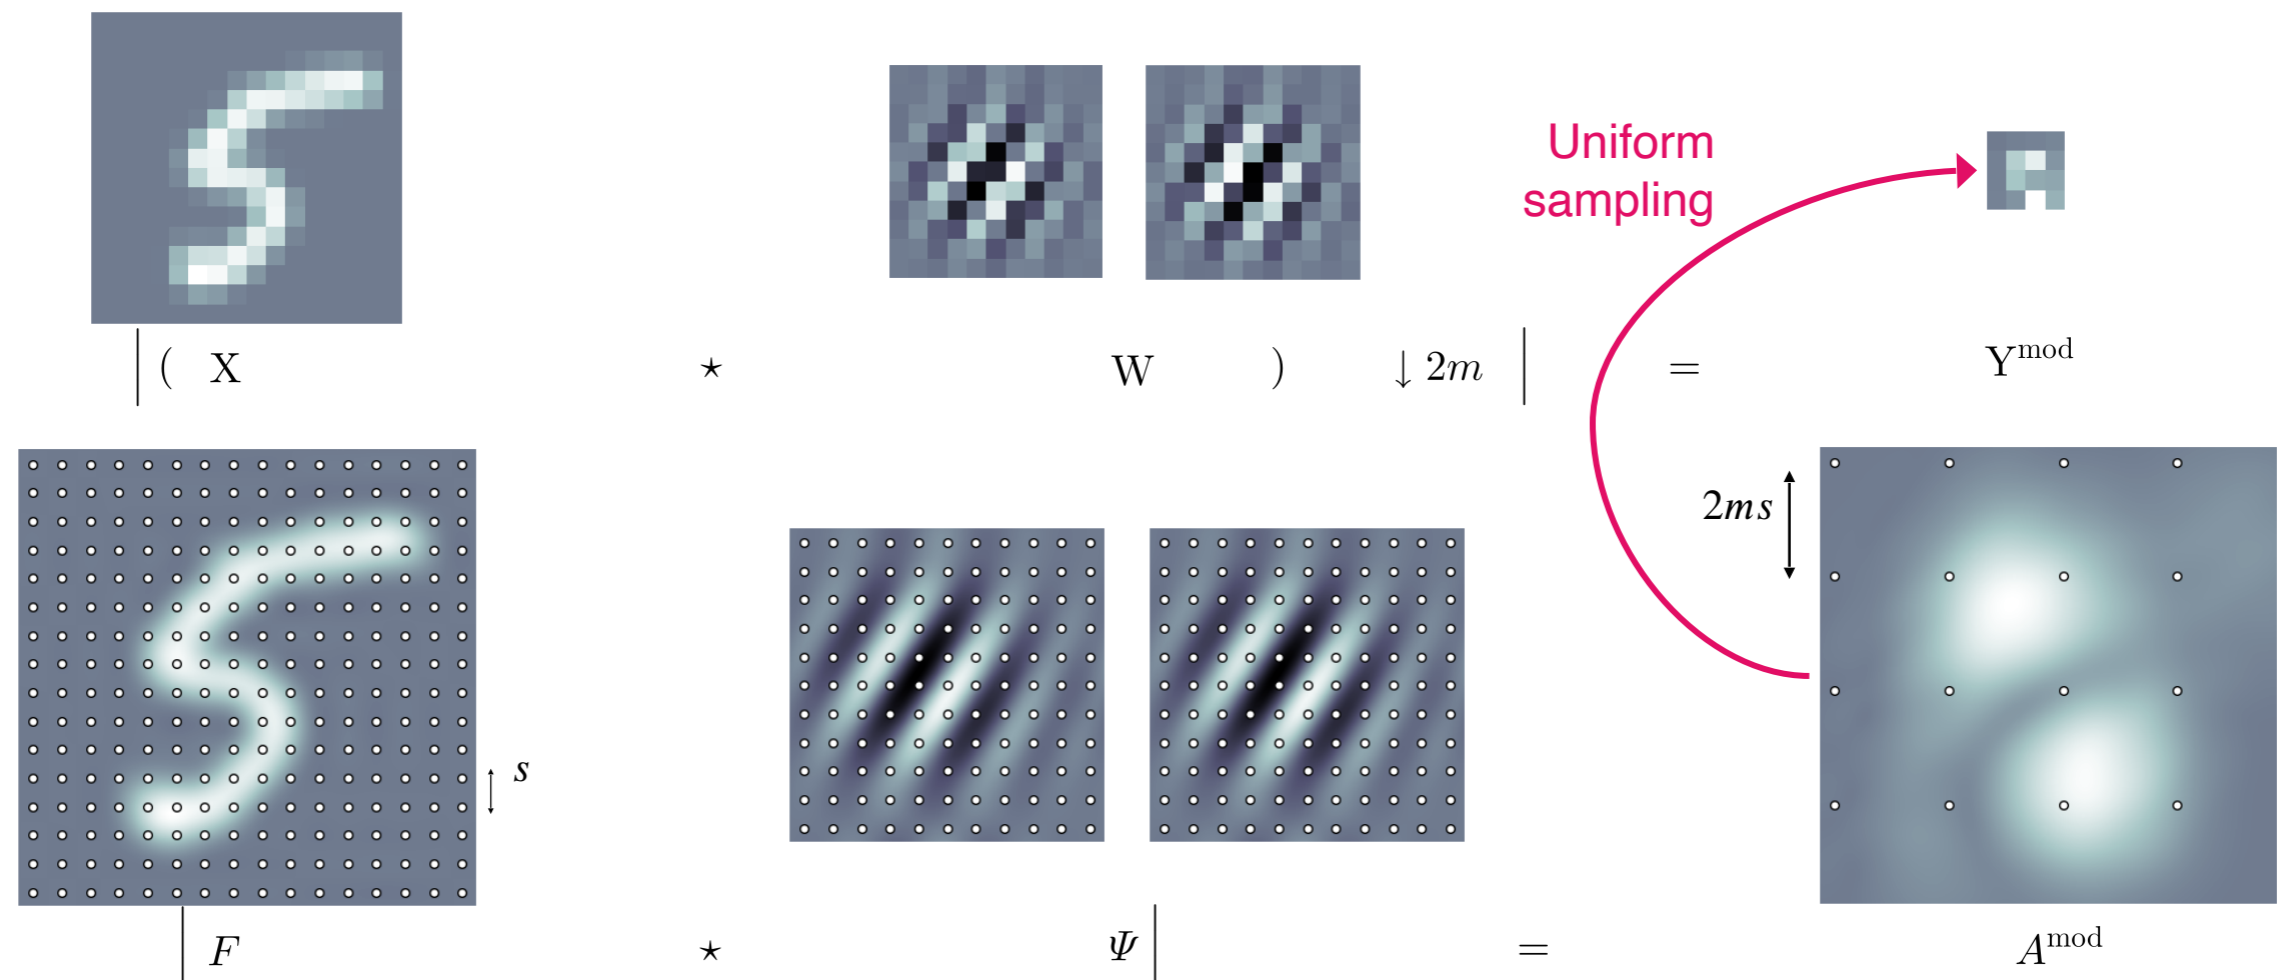 Uniform
sampling
| ( X ⋆ W ) ↓ 2m | = Y^mod
2ms
s
| F ⋆ Ψ | = A^mod